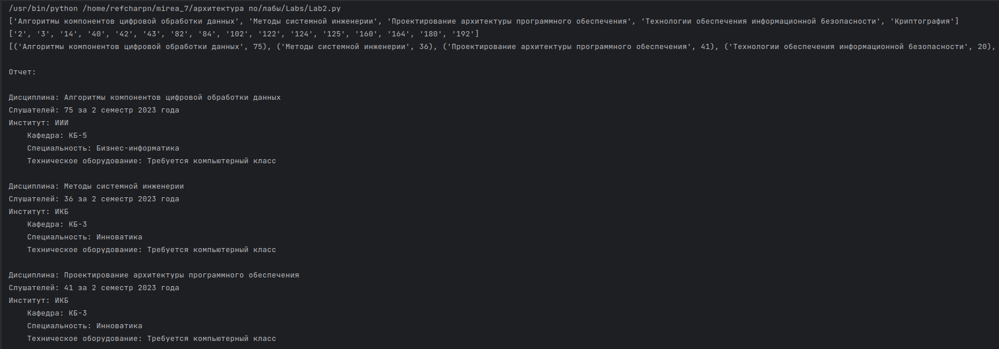 /usr/bin/python /home/refcharpn/mirea_7/архитектура по/лабы/Labs/Lab2.py
['Алгоритмы компонентов цифровой обработки данных', 'Методы системной инженерии', 'Проектирование архитектуры программного обеспечения', 'Технологии обеспечения информационной безопасности', 'Криптография']
['2', '3', '14', '40', '42', '43', '82', '84', '102', '122', '124', '125', '160', '164', '180', '192']
[('Алгоритмы компонентов цифровой обработки данных', 75), ('Методы системной инженерии', 36), ('Проектирование архитектуры программного обеспечения', 41), ('Технологии обеспечения информационной безопасности', 20),
Отчет:
Дисциплина: Алгоритмы компонентов цифровой обработки данных
Слушателей: 75 за 2 семестр 2023 года
Институт: ИИИ
Кафедра: КБ-5
Специальность: Бизнес-информатика
Техническое оборудование: Требуется компьютерный класс
Дисциплина: Методы системной инженерии
Слушателей: 36 за 2 семестр 2023 года
Институт: ИКБ
Кафедра: КБ-3
Специальность: Инноватика
Техническое оборудование: Требуется компьютерный класс
Дисциплина: Проектирование архитектуры программного обеспечения
Слушателей: 41 за 2 семестр 2023 года
Институт: ИКБ
Кафедра: КБ-3
Специальность: Инноватика
Техническое оборудование: Требуется компьютерный класс